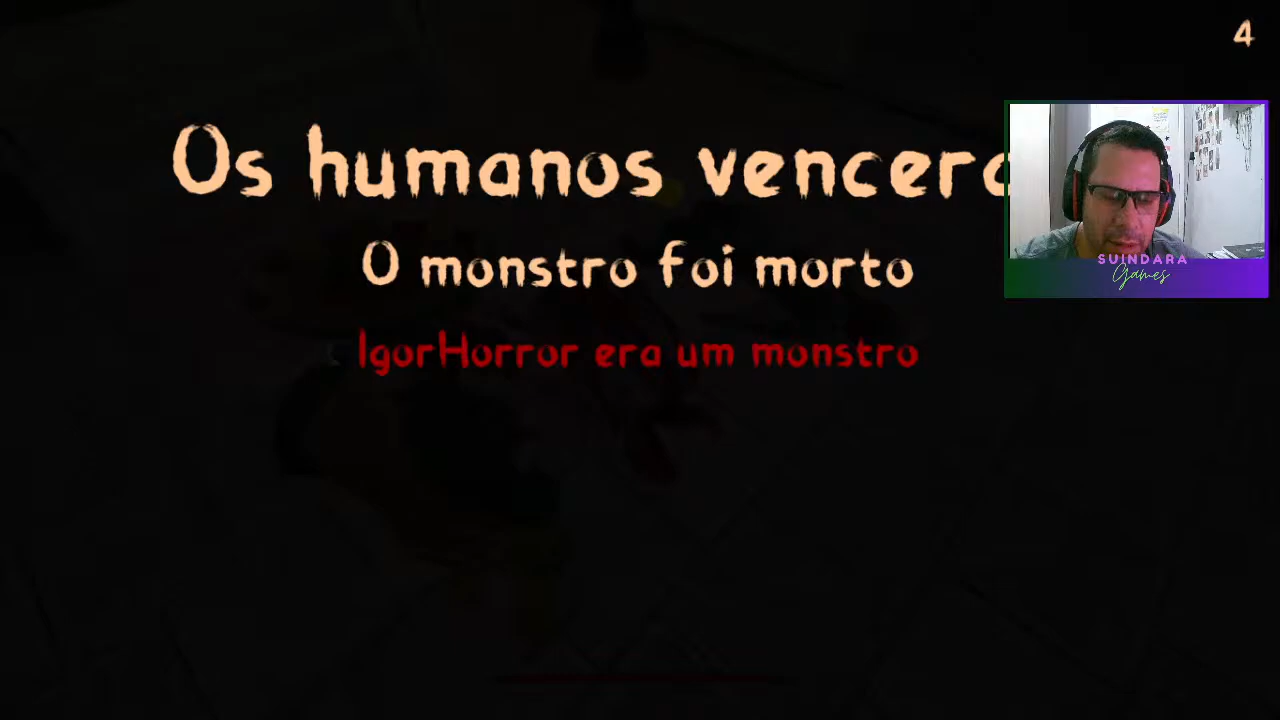 4
Os humanos vencera
O monstro foi morto
IgorHorror era um monstro
SUINDARA
Games